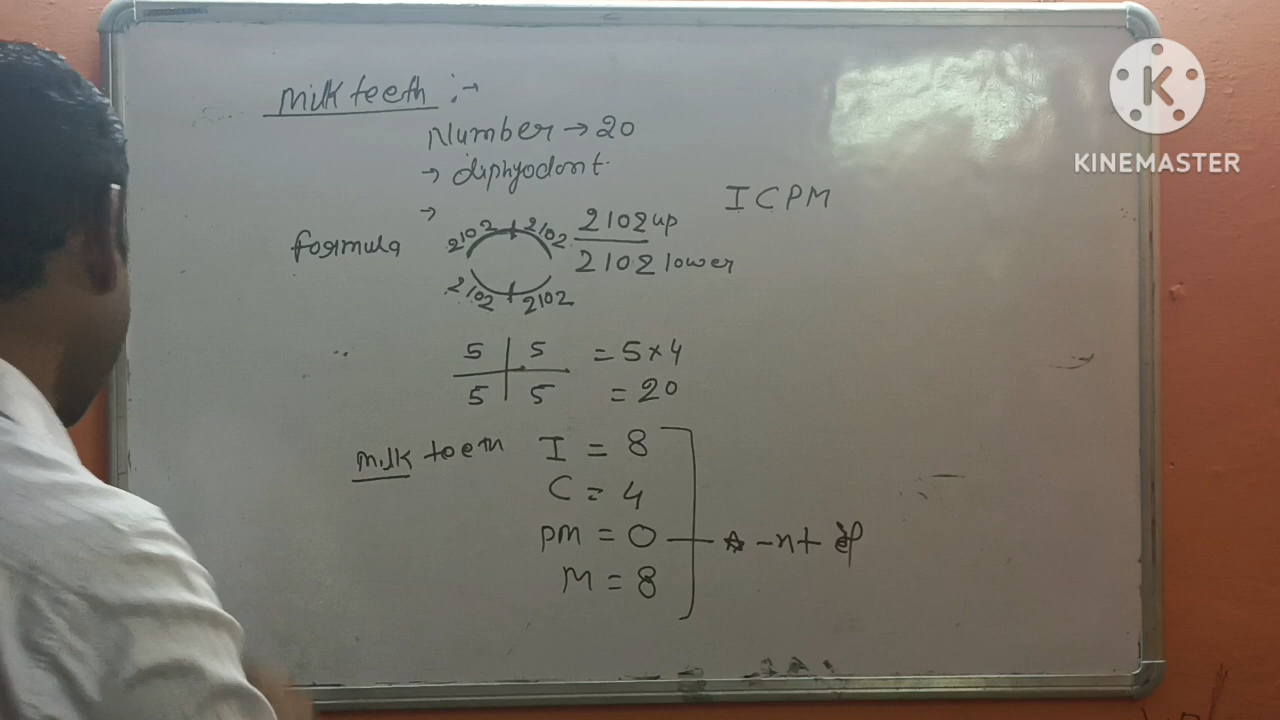 milk teeth :→
Number → 20
→ diphyodont.
→
ICPM
formula 2102 2102 2102 up
2102 2102 2102 lower
5 | 5 = 5×4
5 | 5 = 20
milk teeth I = 8
C = 4
pm = 0
M = 8
K
KINEMASTER